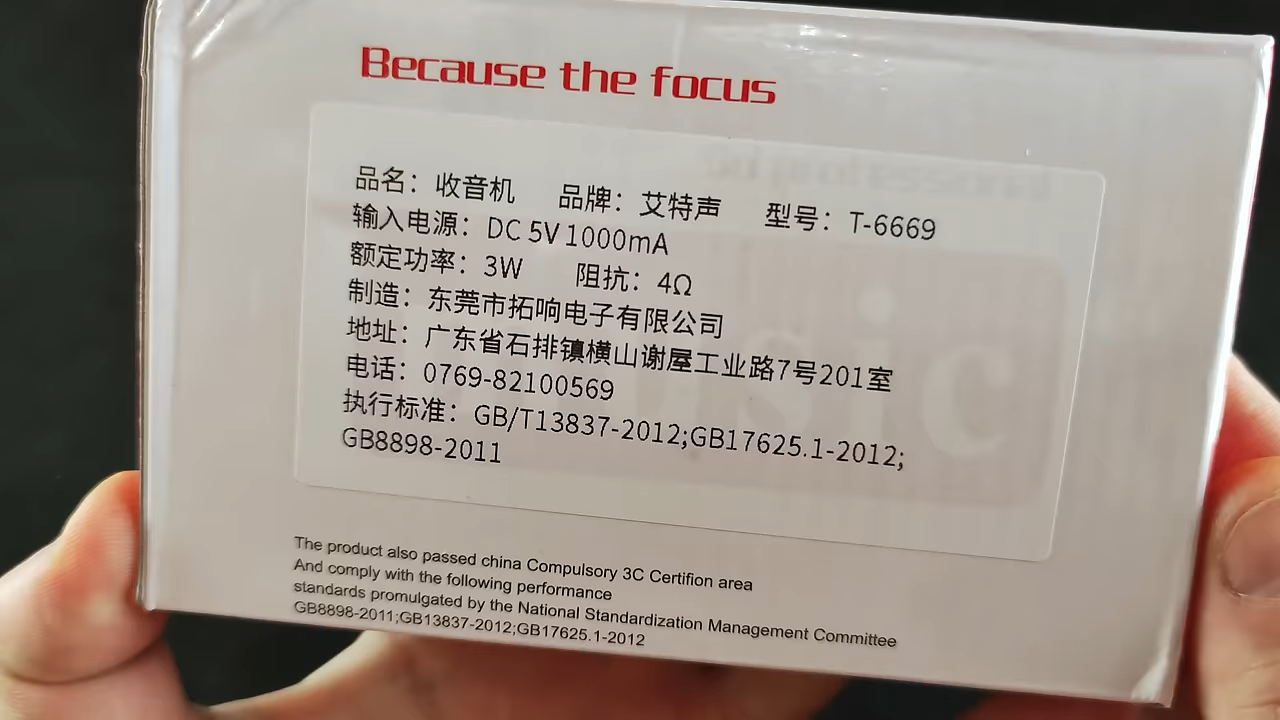 Because the focus
品名：收音机 品牌：艾特声 型号：T-6669
输入电源：DC 5V 1000mA
额定功率：3W 阻抗：4Ω
制造：东莞市拓响电子有限公司
地址：广东省石排镇横山谢屋工业路7号201室
电话：0769-82100569
执行标准：GB/T13837-2012;GB17625.1-2012;
GB8898-2011
The product also passed china Compulsory 3C Certifion area
And comply with the following performance
standards promulgated by the National Standardization Management Committee
GB8898-2011;GB13837-2012;GB17625.1-2012